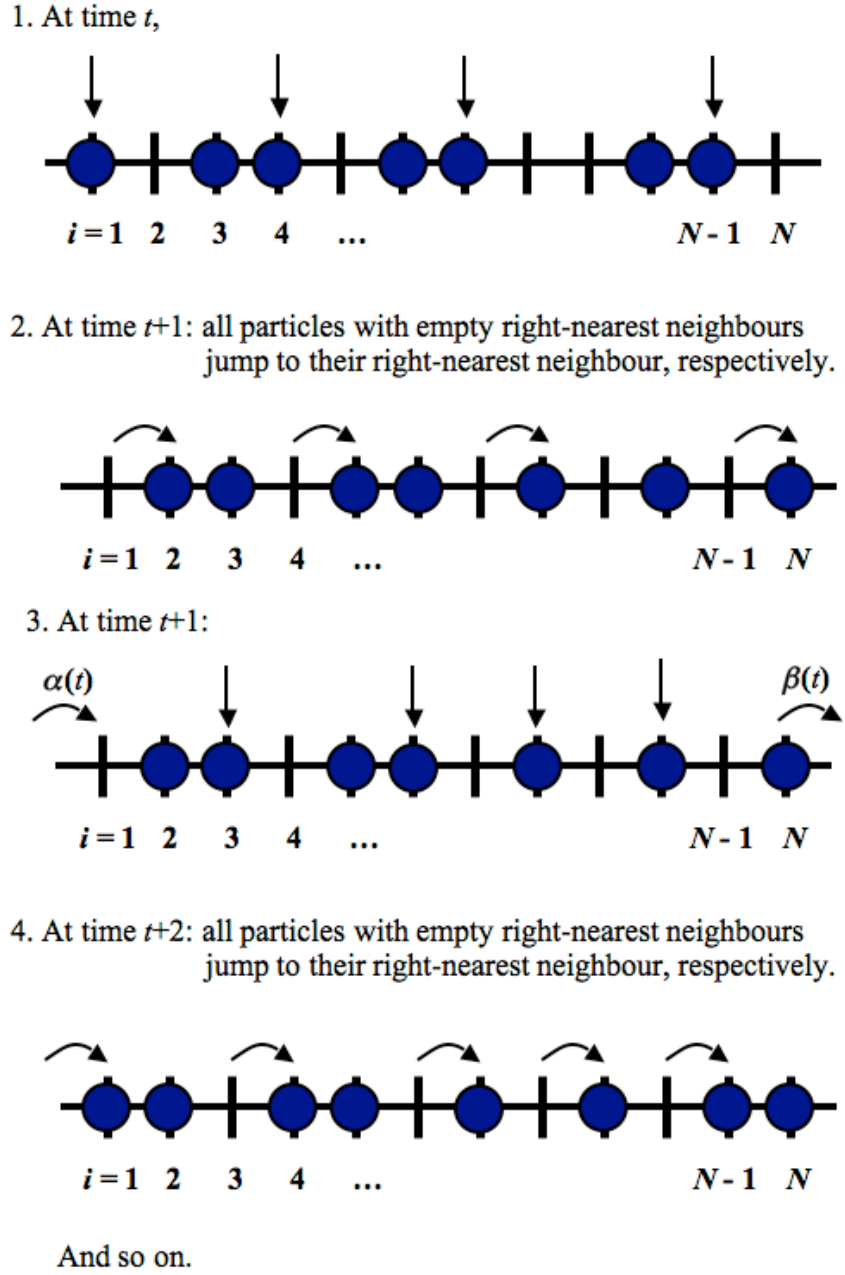 1. At time t,
i = 1 2 3 4 ... N - 1 N
2. At time t+1: all particles with empty right-nearest neighbours
jump to their right-nearest neighbour, respectively.
i = 1 2 3 4 ... N - 1 N
3. At time t+1:
α(t) β(t)
i = 1 2 3 4 ... N - 1 N
4. At time t+2: all particles with empty right-nearest neighbours
jump to their right-nearest neighbour, respectively.
i = 1 2 3 4 ... N - 1 N
And so on.